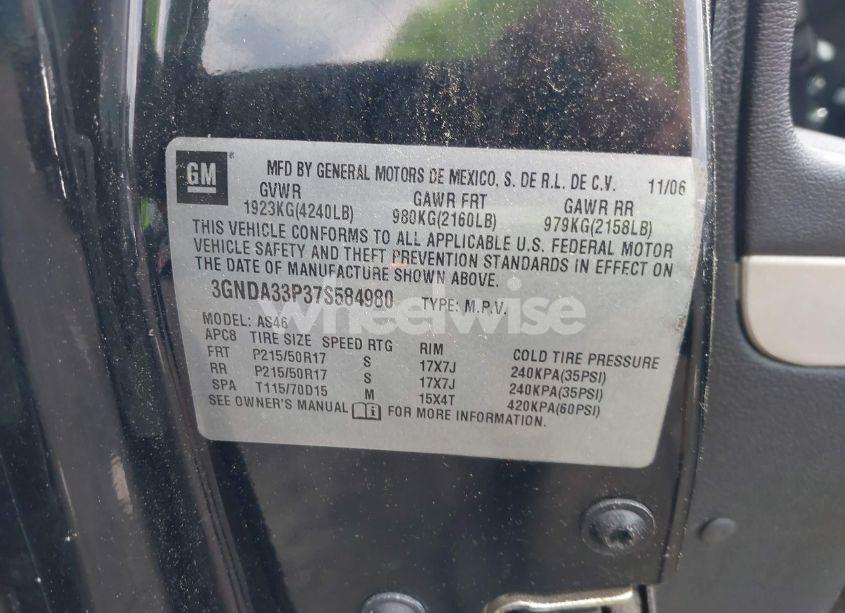 GM
MFD BY GENERAL MOTORS DE MEXICO, S. DE R.L. DE C.V. 11/06
GVWR GAWR FRT GAWR RR
1923KG(4240LB) 980KG(2160LB) 979KG(2158LB)
THIS VEHICLE CONFORMS TO ALL APPLICABLE U.S. FEDERAL MOTOR
VEHICLE SAFETY AND THEFT PREVENTION STANDARDS IN EFFECT ON
THE DATE OF MANUFACTURE SHOWN ABOVE.
3GNDA33P37S584980 TYPE: M.P.V.
wheelwise
MODEL: AS46
APC8 TIRE SIZE SPEED RTG RIM COLD TIRE PRESSURE
FRT P215/50R17 S 17X7J 240KPA(35PSI)
RR P215/50R17 S 17X7J 240KPA(35PSI)
SPA T115/70D15 M 15X4T 420KPA(60PSI)
SEE OWNER'S MANUAL FOR MORE INFORMATION.